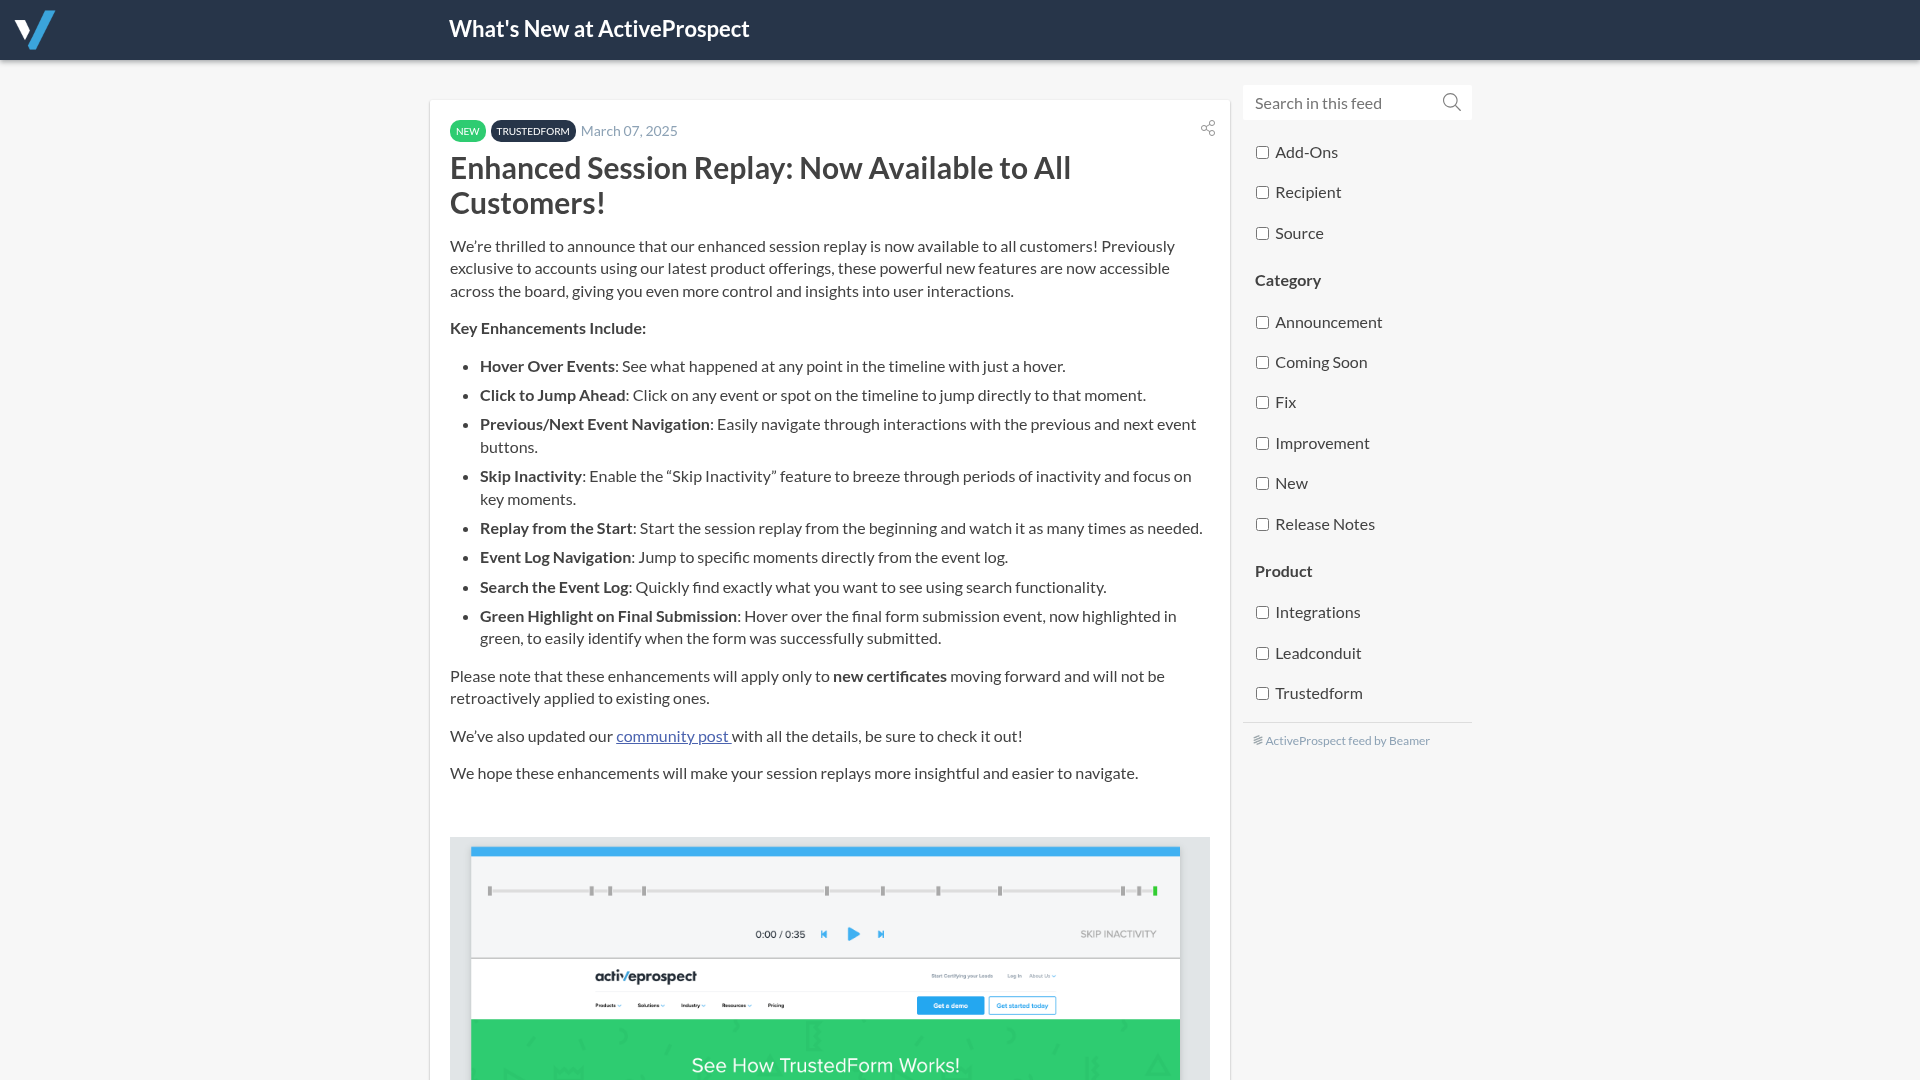 What's New at ActiveProspect
Search in this feed
NEW TRUSTEDFORM March 07, 2025
Enhanced Session Replay: Now Available to All
Customers!
We’re thrilled to announce that our enhanced session replay is now available to all customers! Previously
exclusive to accounts using our latest product offerings, these powerful new features are now accessible
across the board, giving you even more control and insights into user interactions.
Key Enhancements Include:
Hover Over Events: See what happened at any point in the timeline with just a hover.
Click to Jump Ahead: Click on any event or spot on the timeline to jump directly to that moment.
Previous/Next Event Navigation: Easily navigate through interactions with the previous and next event
buttons.
Skip Inactivity: Enable the “Skip Inactivity” feature to breeze through periods of inactivity and focus on
key moments.
Replay from the Start: Start the session replay from the beginning and watch it as many times as needed.
Event Log Navigation: Jump to specific moments directly from the event log.
Search the Event Log: Quickly find exactly what you want to see using search functionality.
Green Highlight on Final Submission: Hover over the final form submission event, now highlighted in
green, to easily identify when the form was successfully submitted.
Please note that these enhancements will apply only to new certificates moving forward and will not be
retroactively applied to existing ones.
We’ve also updated our community post with all the details, be sure to check it out!
We hope these enhancements will make your session replays more insightful and easier to navigate.
0:00 / 0:35 SKIP INACTIVITY
activeprospect Start Certifying your Leads Log In About Us
Products Solutions Industry Resources Pricing Get a demo Get started today
See How TrustedForm Works!
Add-Ons
Recipient
Source
Category
Announcement
Coming Soon
Fix
Improvement
New
Release Notes
Product
Integrations
Leadconduit
Trustedform
ActiveProspect feed by Beamer